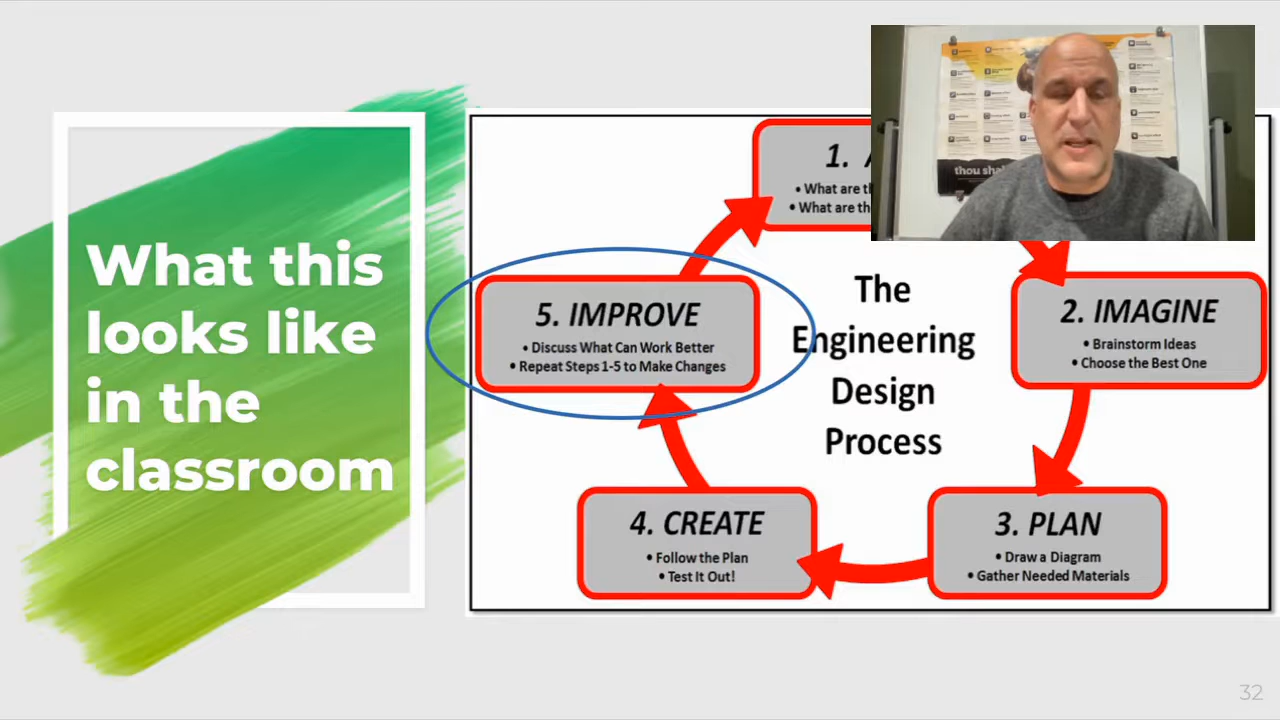 What this
looks like
in the
classroom
1.
• What are
• What are
thou
The
Engineering
Design
Process
2. IMAGINE
• Brainstorm Ideas
• Choose the Best One
3. PLAN
• Draw a Diagram
• Gather Needed Materials
4. CREATE
• Follow the Plan
• Test It Out!
5. IMPROVE
• Discuss What Can Work Better
• Repeat Steps 1-5 to Make Changes
32